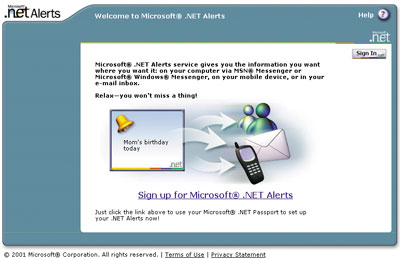 Microsoft®
.net Alerts
Welcome to Microsoft® .NET Alerts
Help ?
Microsoft
.net
Sign In .net
Microsoft® .NET Alerts service gives you the information you want
where you want it: on your computer via MSN® Messenger or
Microsoft® Windows® Messenger, on your mobile device, or in your
e-mail inbox.
Relax—you won't miss a thing!
Mom's birthday
today
.net
Sign up for Microsoft® .NET Alerts
Just click the link above to use your Microsoft® .NET Passport to set up
your .NET Alerts now!
© 2001 Microsoft® Corporation. All rights reserved. | Terms of Use | Privacy Statement